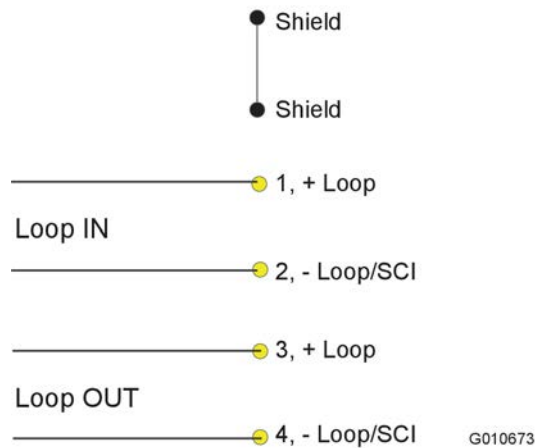 Shield
Shield
1, + Loop
Loop IN
2, - Loop/SCI
3, + Loop
Loop OUT
4, - Loop/SCI
G010673